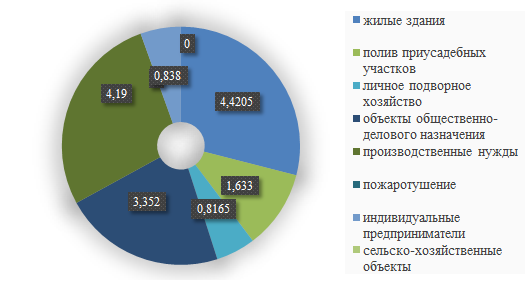 0
0,838
4,19
4,4205
1,633
0,8165
3,352
жилые здания
полив приусадебных
участков
личное подворное
хозяйство
объекты общественно-
делового назначения
производственные нужды
пожаротушение
индивидуальные
предприниматели
сельско-хозяйственные
объекты